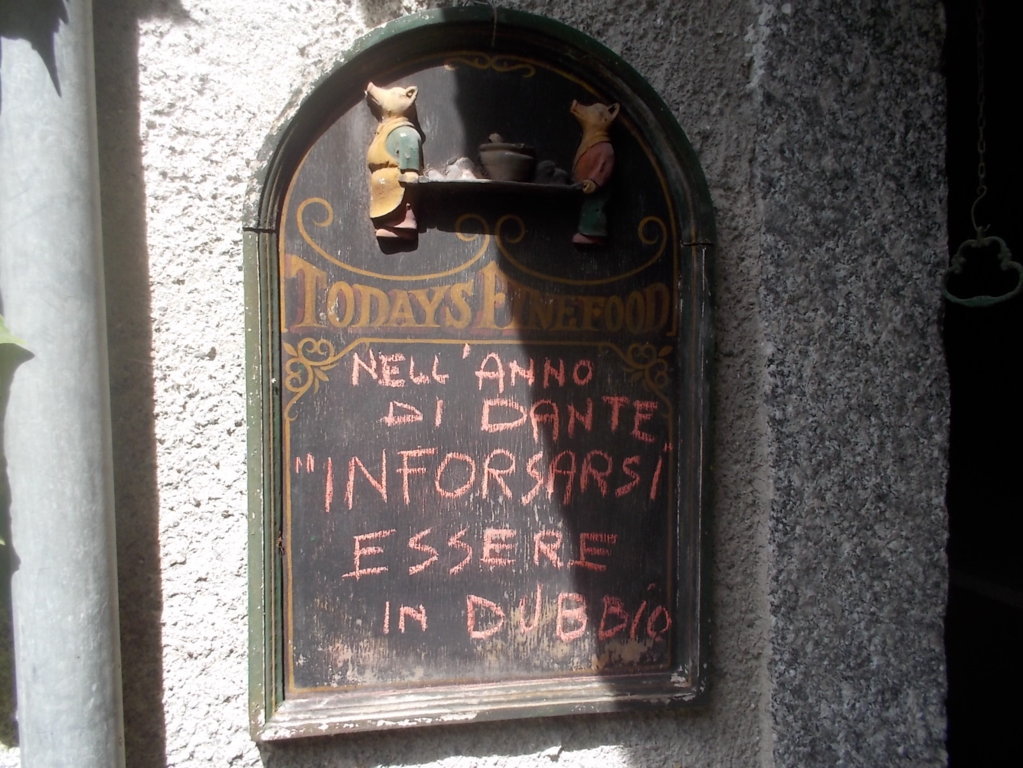 TODAYS FINEFOOD
NELL'ANNO
DI DANTE
"INFORSARSI"
ESSERE
IN DUBBIO